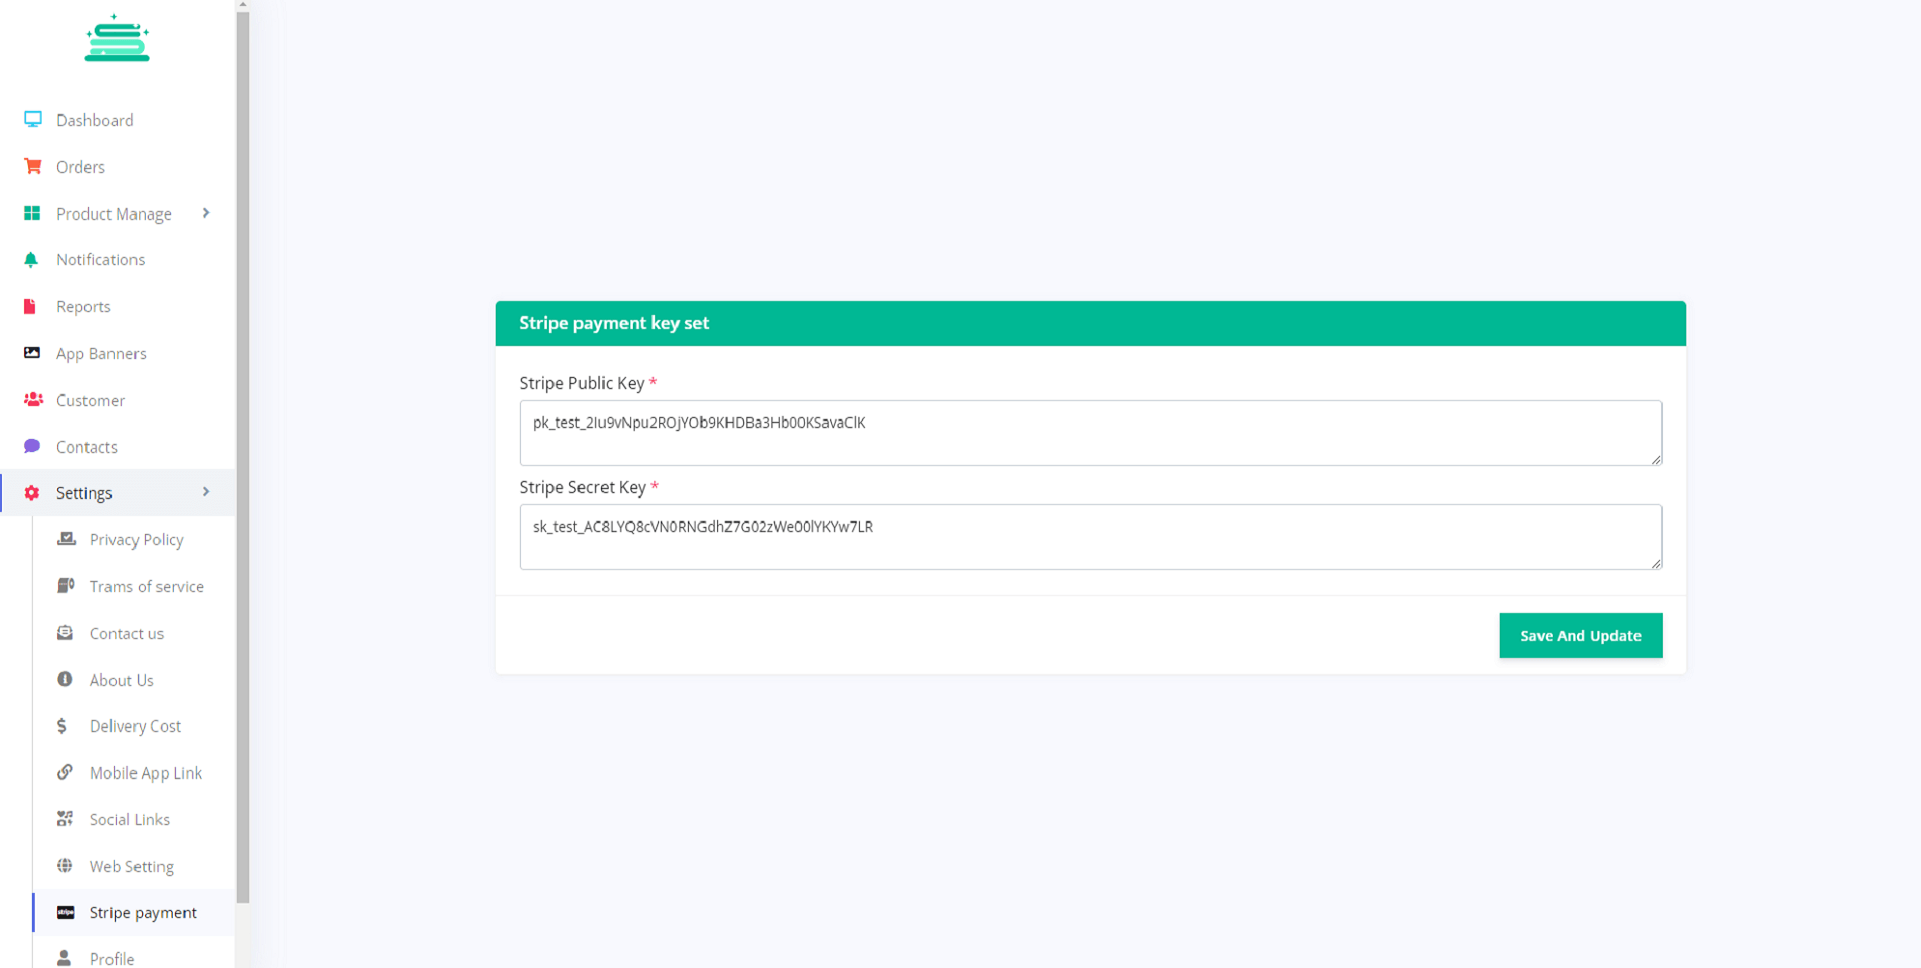 Dashboard
Orders
Product Manage
Notifications
Reports
App Banners
Customer
Contacts
Settings
Privacy Policy
Trams of service
Contact us
About Us
Delivery Cost
Mobile App Link
Social Links
Web Setting
stripe
Stripe payment
Profile
Stripe payment key set
Stripe Public Key *
pk_test_2Iu9vNpu2ROjYOb9KHDBa3Hb00KSavaClK
Stripe Secret Key *
sk_test_AC8LYQ8cVN0RNGdhZ7G02zWe00lYKYw7LR
Save And Update